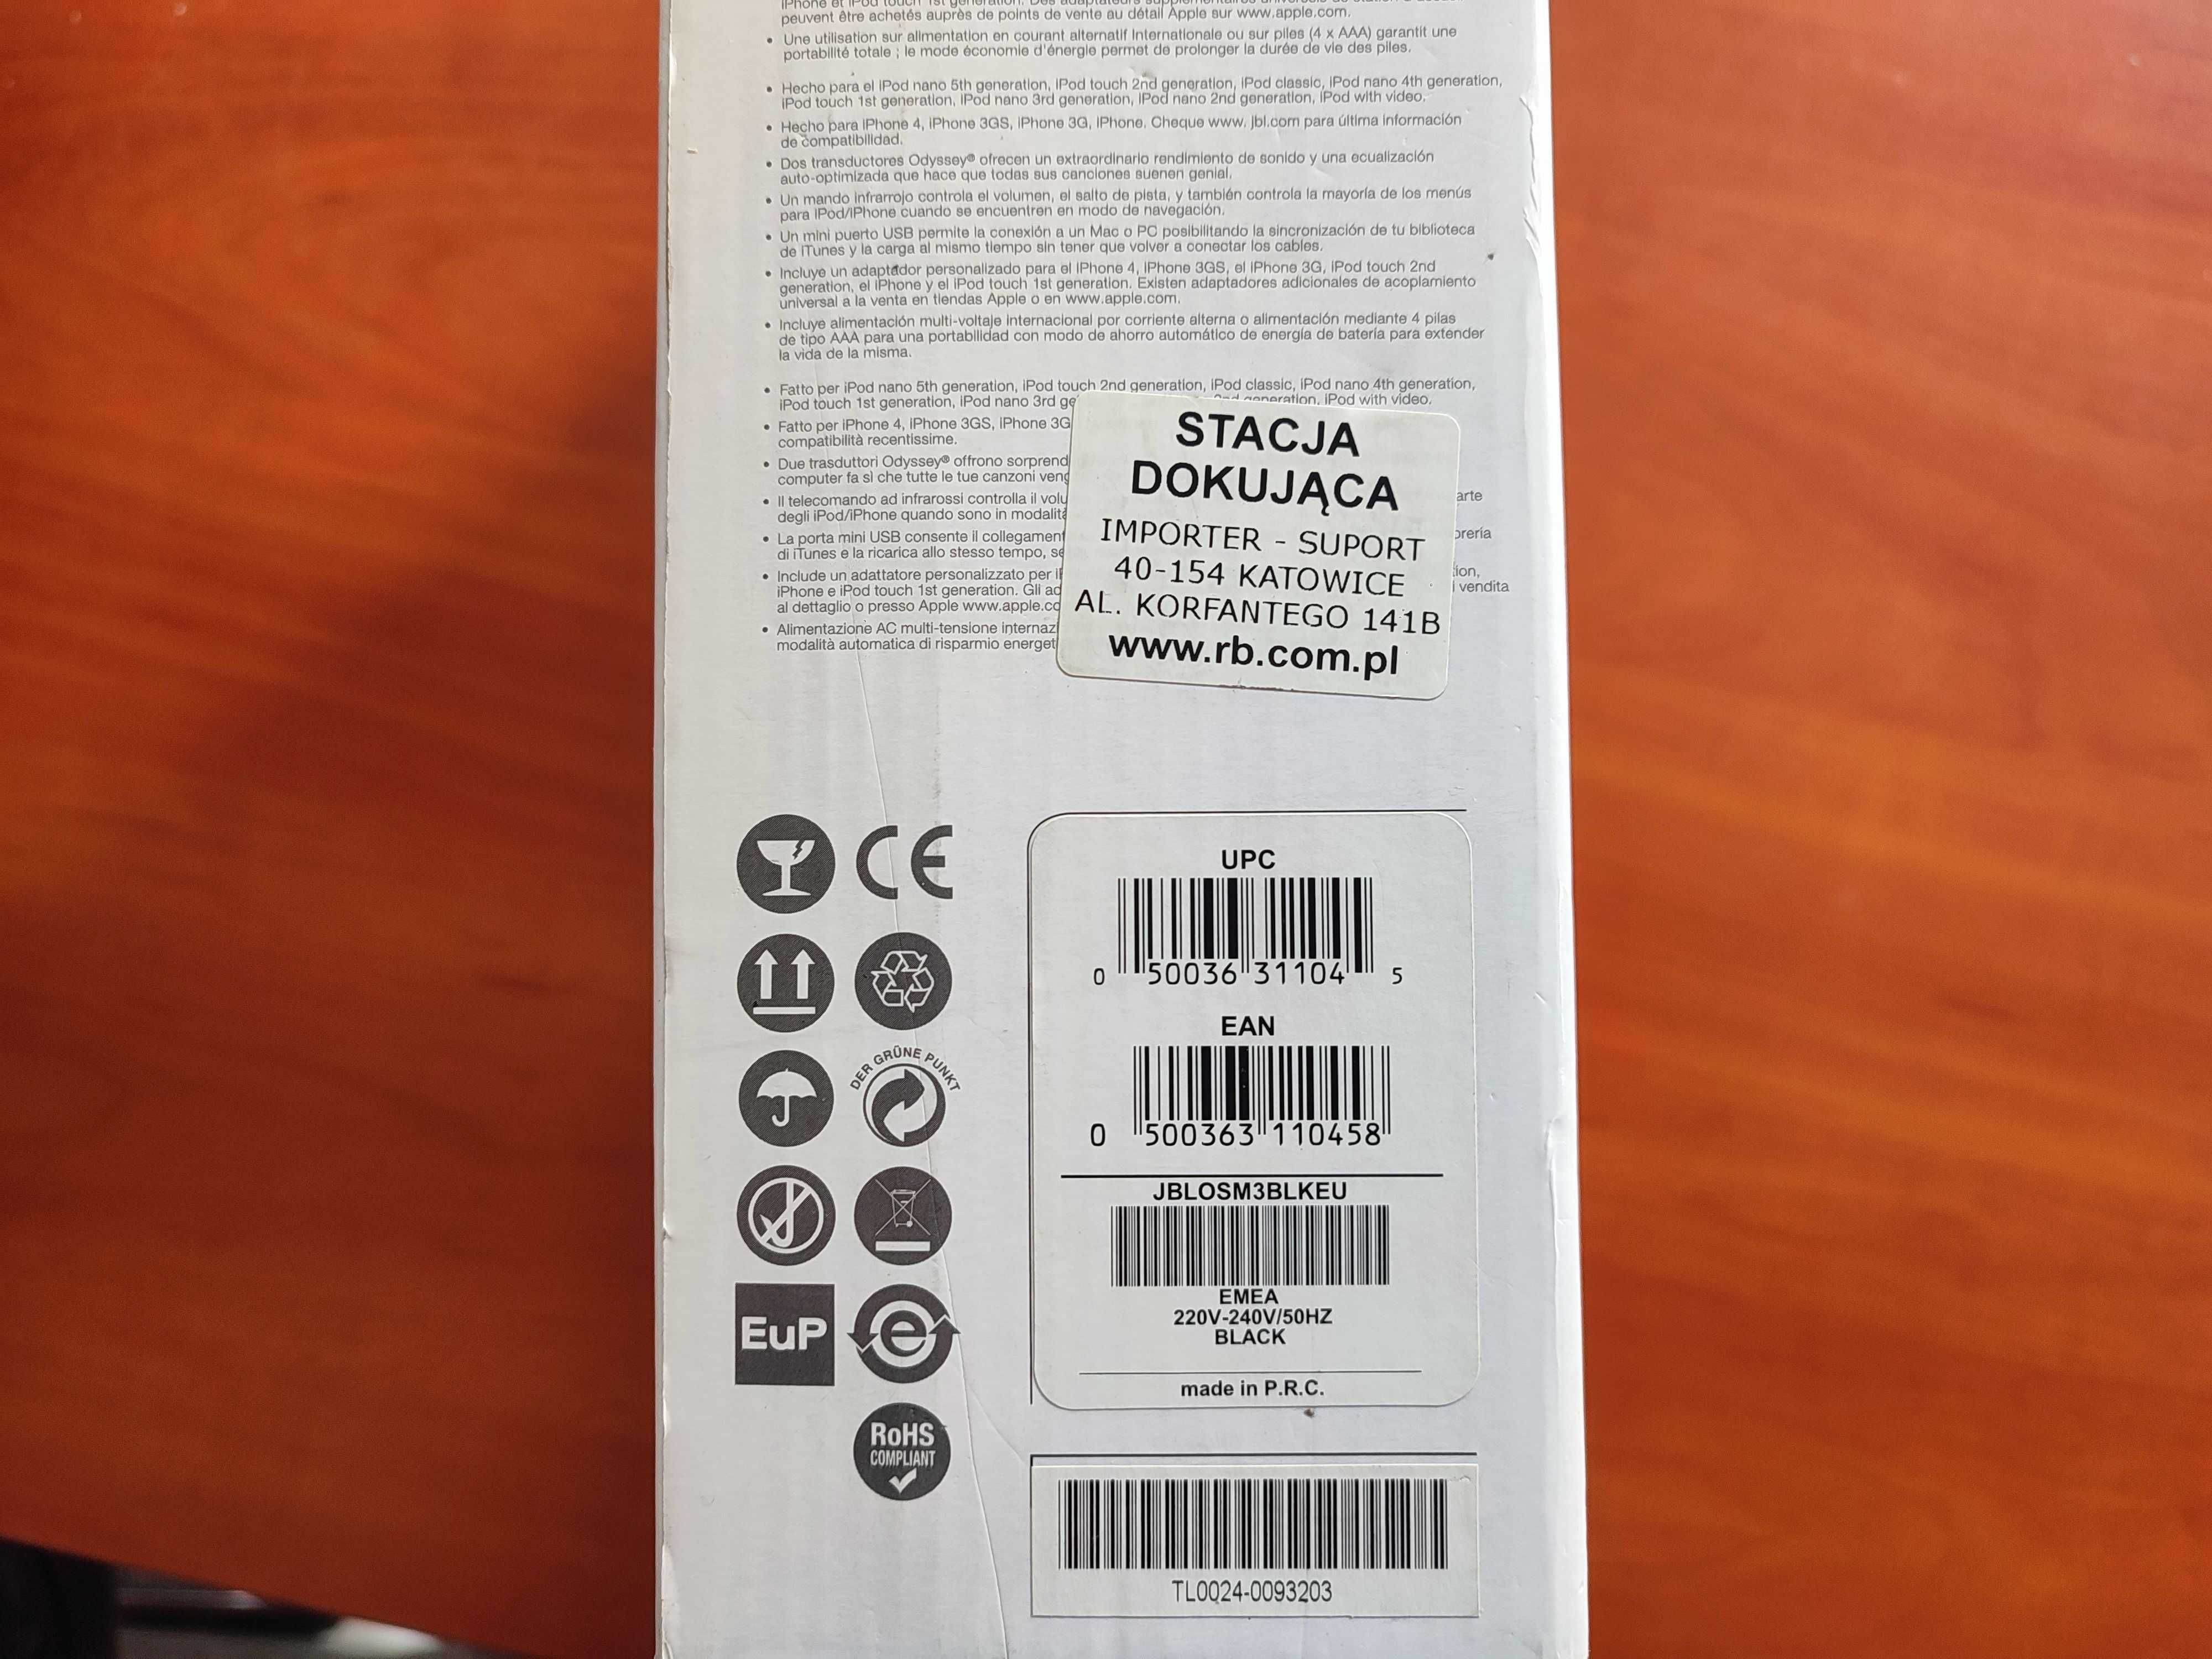 iPhone et iPod touch 1st generation. Des adaptateurs supplémentaires
peuvent être achetés auprès de points de vente au détail Apple sur www.apple.com.
• Une utilisation sur alimentation en courant alternatif Internationale ou sur piles (4 x AAA) garantit une
portabilité totale ; le mode économie d'énergie permet de prolonger la durée de vie des piles.
• Hecho para el iPod nano 5th generation, iPod touch 2nd generation, iPod classic, iPod nano 4th generation,
iPod touch 1st generation, iPod nano 3rd generation, iPod nano 2nd generation, iPod with video.
• Hecho para iPhone 4, iPhone 3GS, iPhone 3G, iPhone. Cheque www. jbl.com para última información
de compatibilidad.
• Dos transductores Odyssey® ofrecen un extraordinario rendimiento de sonido y una ecualización
auto-optimizada que hace que todas sus canciones suenen genial.
• Un mando infrarrojo controla el volumen, el salto de pista, y también controla la mayoría de los menús
para iPod/iPhone cuando se encuentren en modo de navegación.
• Un mini puerto USB permite la conexión a un Mac o PC posibilitando la sincronización de tu biblioteca
de iTunes y la carga al mismo tiempo sin tener que volver a conectar los cables.
• Incluye un adaptador personalizado para el iPhone 4, iPhone 3GS, el iPhone 3G, iPod touch 2nd
generation, el iPhone y el iPod touch 1st generation. Existen adaptadores adicionales de acoplamiento
universal a la venta en tiendas Apple o en www.apple.com.
• Incluye alimentación multi-voltaje internacional por corriente alterna o alimentación mediante 4 pilas
de tipo AAA para una portabilidad con modo de ahorro automático de energía de batería para extender
la vida de la misma.
• Fatto per iPod nano 5th generation, iPod touch 2nd generation, iPod classic, iPod nano 4th generation,
iPod touch 1st generation, iPod nano 3rd ge generation, iPod with video.
• Fatto per iPhone 4, iPhone 3GS, iPhone 3G
compatibilità recentissime.
• Due trasduttori Odyssey® offrono sorprend
computer fa sì che tutte le tue canzoni veng
• Il telecomando ad infrarossi controlla il volu arte
degli iPod/iPhone quando sono in modalità
• La porta mini USB consente il collegament oreria
di iTunes e la ricarica allo stesso tempo, se
• Include un adattatore personalizzato per iP ion,
iPhone e iPod touch 1st generation. Gli ad i vendita
al dettaglio o presso Apple www.apple.co
• Alimentazione AC multi-tensione internaz
modalità automatica di risparmio energet
STACJA
DOKUJĄCA
IMPORTER - SUPORT
40-154 KATOWICE
AL. KORFANTEGO 141B
www.rb.com.pl
CE
DER GRÜNE PUNKT
EuP
e
RoHS
COMPLIANT
UPC
0 50036 31104 5
EAN
0 500363 110458
JBLOSM3BLKEU
EMEA
220V-240V/50HZ
BLACK
made in P.R.C.
TL0024-0093203